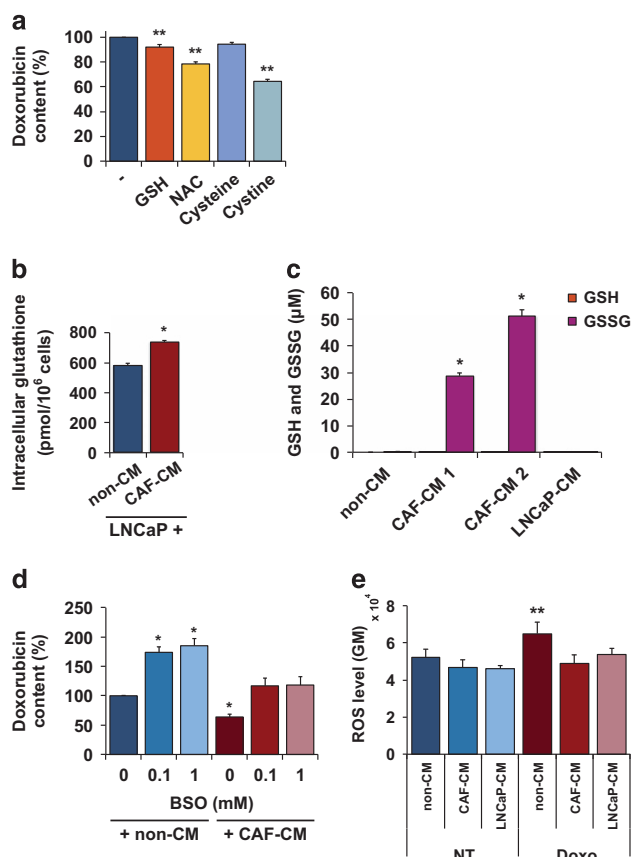 a
Doxorubicin
content (%)
120
100
80
60
40
20
0
** ** **
-
GSH
NAC
Cysteine
Cystine
b
Intracellular glutathione
(pmol/10⁶ cells)
800
600
400
200
0
*
non-CM
CAF-CM
LNCaP +
c
GSH and GSSG (µM)
60
50
40
30
20
10
0
* *
GSH
GSSG
non-CM
CAF-CM 1
CAF-CM 2
LNCaP-CM
d
Doxorubicin
content (%)
250
200
150
100
50
0
* * *
0 0.1 1 0 0.1 1
BSO (mM)
+ non-CM + CAF-CM
e
ROS level (GM)
x 10⁴
8
6
4
2
0
**
non-CM
CAF-CM
LNCaP-CM
non-CM
CAF-CM
LNCaP-CM
NT Doxo